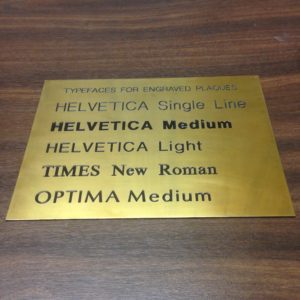 TYPEFACES FOR ENGRAVED PLAQUES
HELVETICA Single Line
HELVETICA Medium
HELVETICA Light
TIMES New Roman
OPTIMA Medium